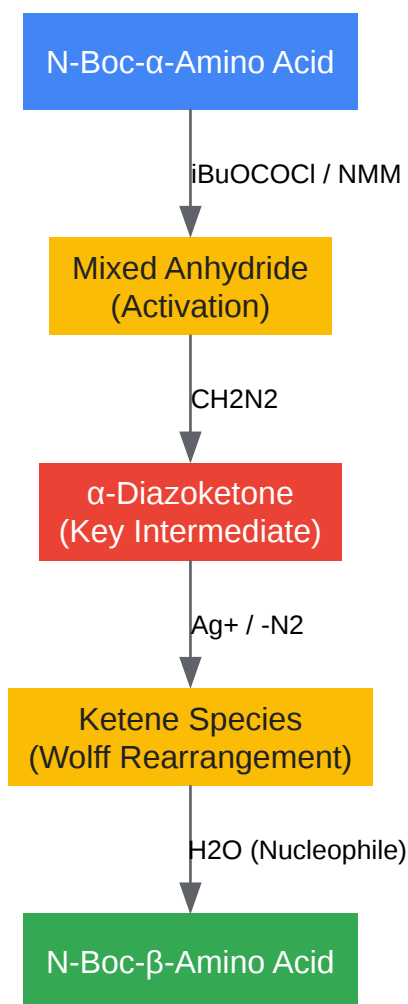 N-Boc-α-Amino Acid
iBuOCOCl / NMM
Mixed Anhydride
(Activation)
CH2N2
α-Diazoketone
(Key Intermediate)
Ag+ / -N2
Ketene Species
(Wolff Rearrangement)
H2O (Nucleophile)
N-Boc-β-Amino Acid